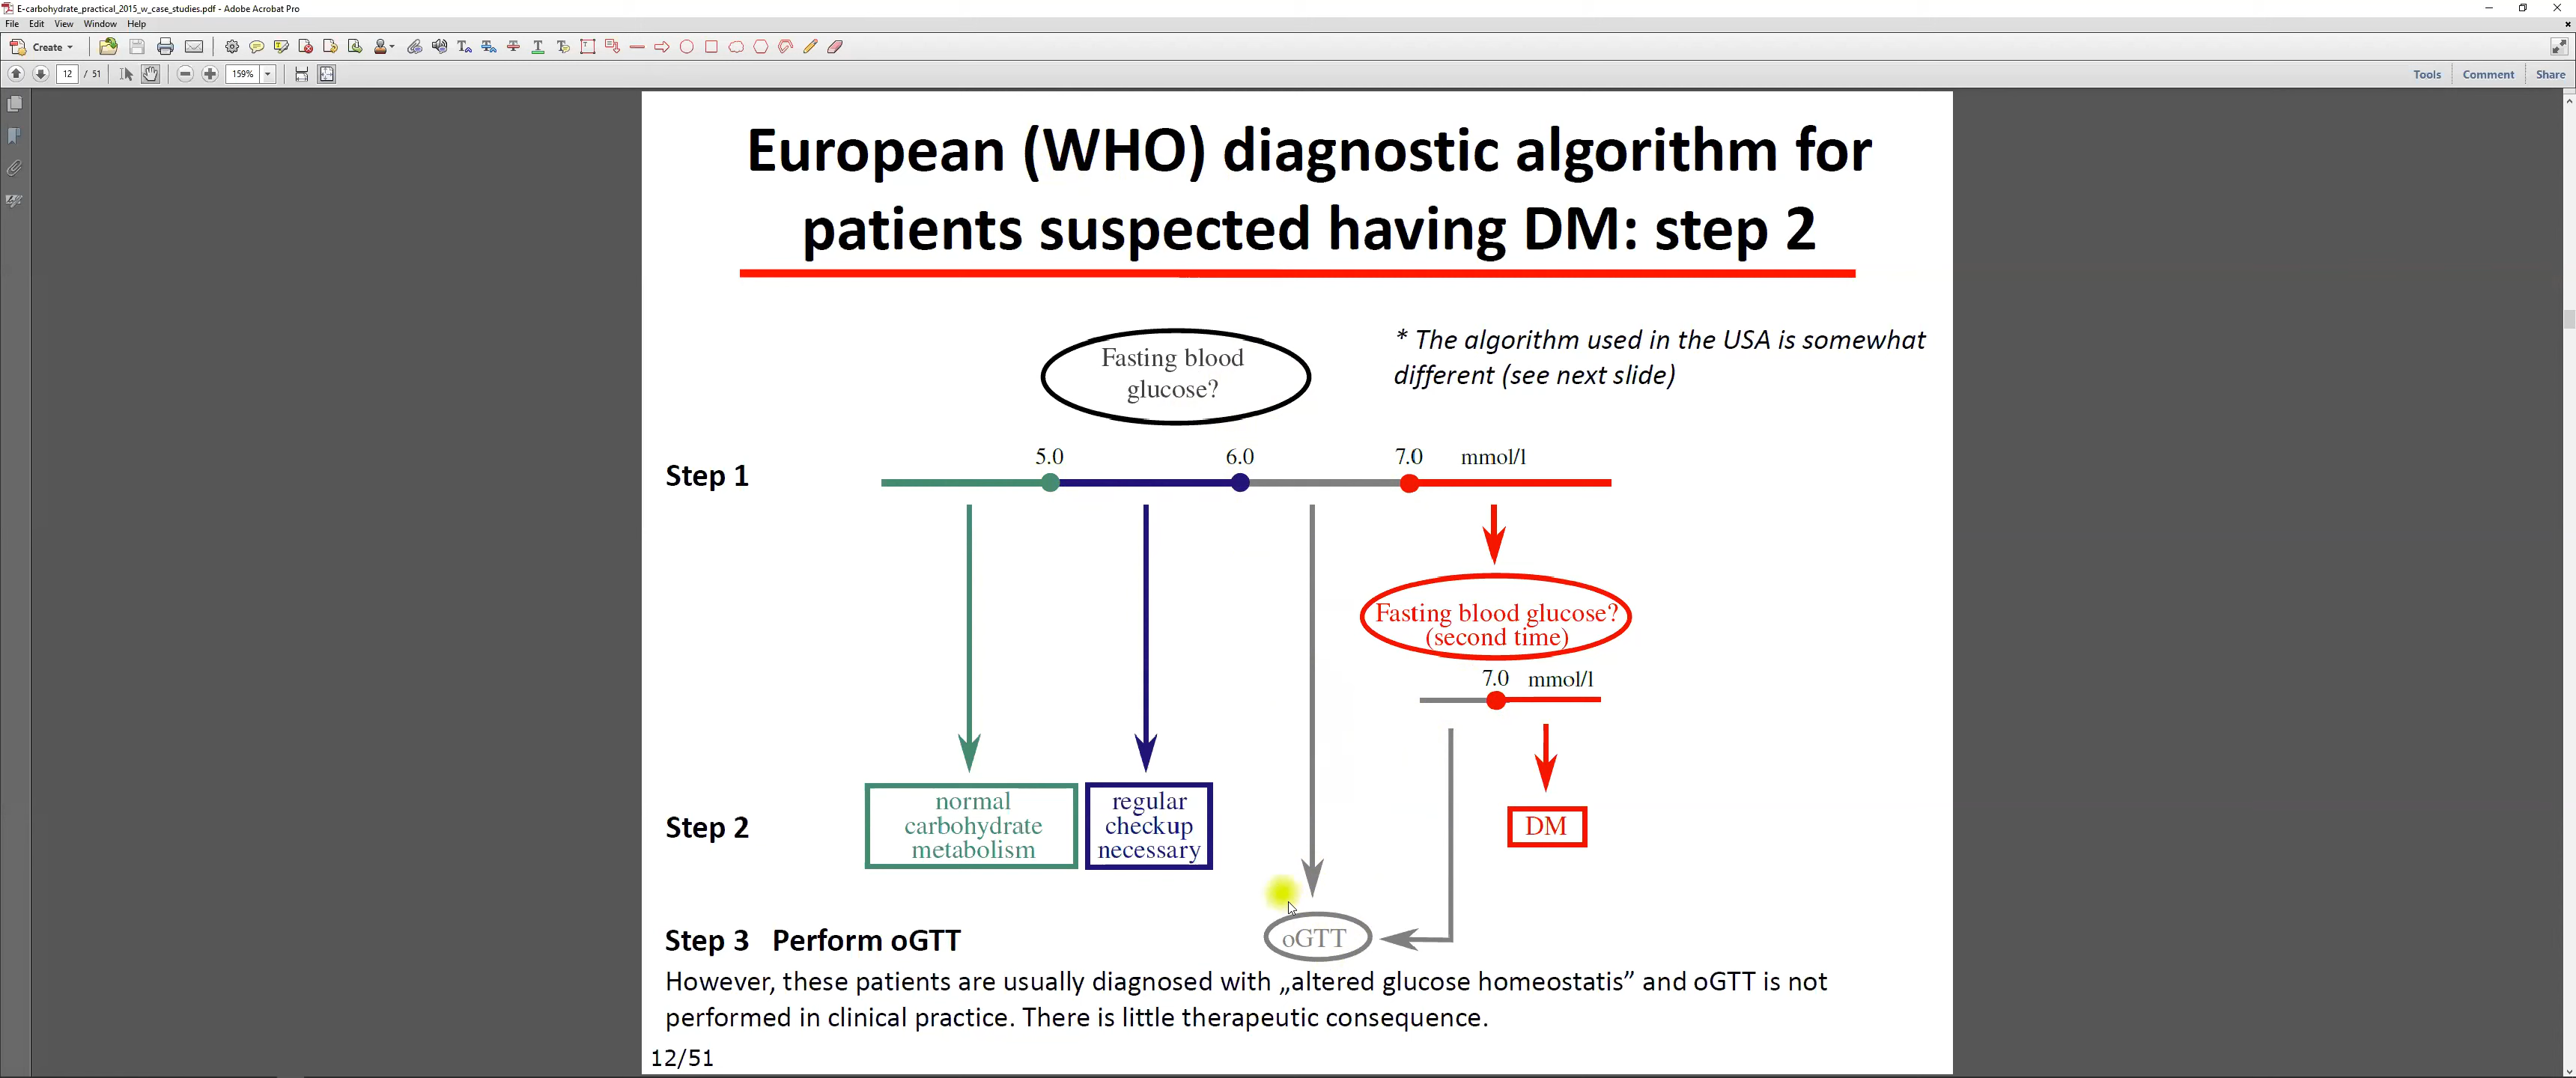 E-carbohydrate_practical_2015_w_case_studies.pdf - Adobe Acrobat Pro
File Edit View Window Help
Create
12 / 51 159% Tools Comment Share
European (WHO) diagnostic algorithm for
patients suspected having DM: step 2
* The algorithm used in the USA is somewhat
different (see next slide)
Fasting blood
glucose?
5.0 6.0 7.0 mmol/l
Step 1
Fasting blood glucose?
(second time)
7.0 mmol/l
Step 2
normal
carbohydrate
metabolism
regular
checkup
necessary
DM
Step 3 Perform oGTT
oGTT
However, these patients are usually diagnosed with „altered glucose homeostatis” and oGTT is not
performed in clinical practice. There is little therapeutic consequence.
12/51